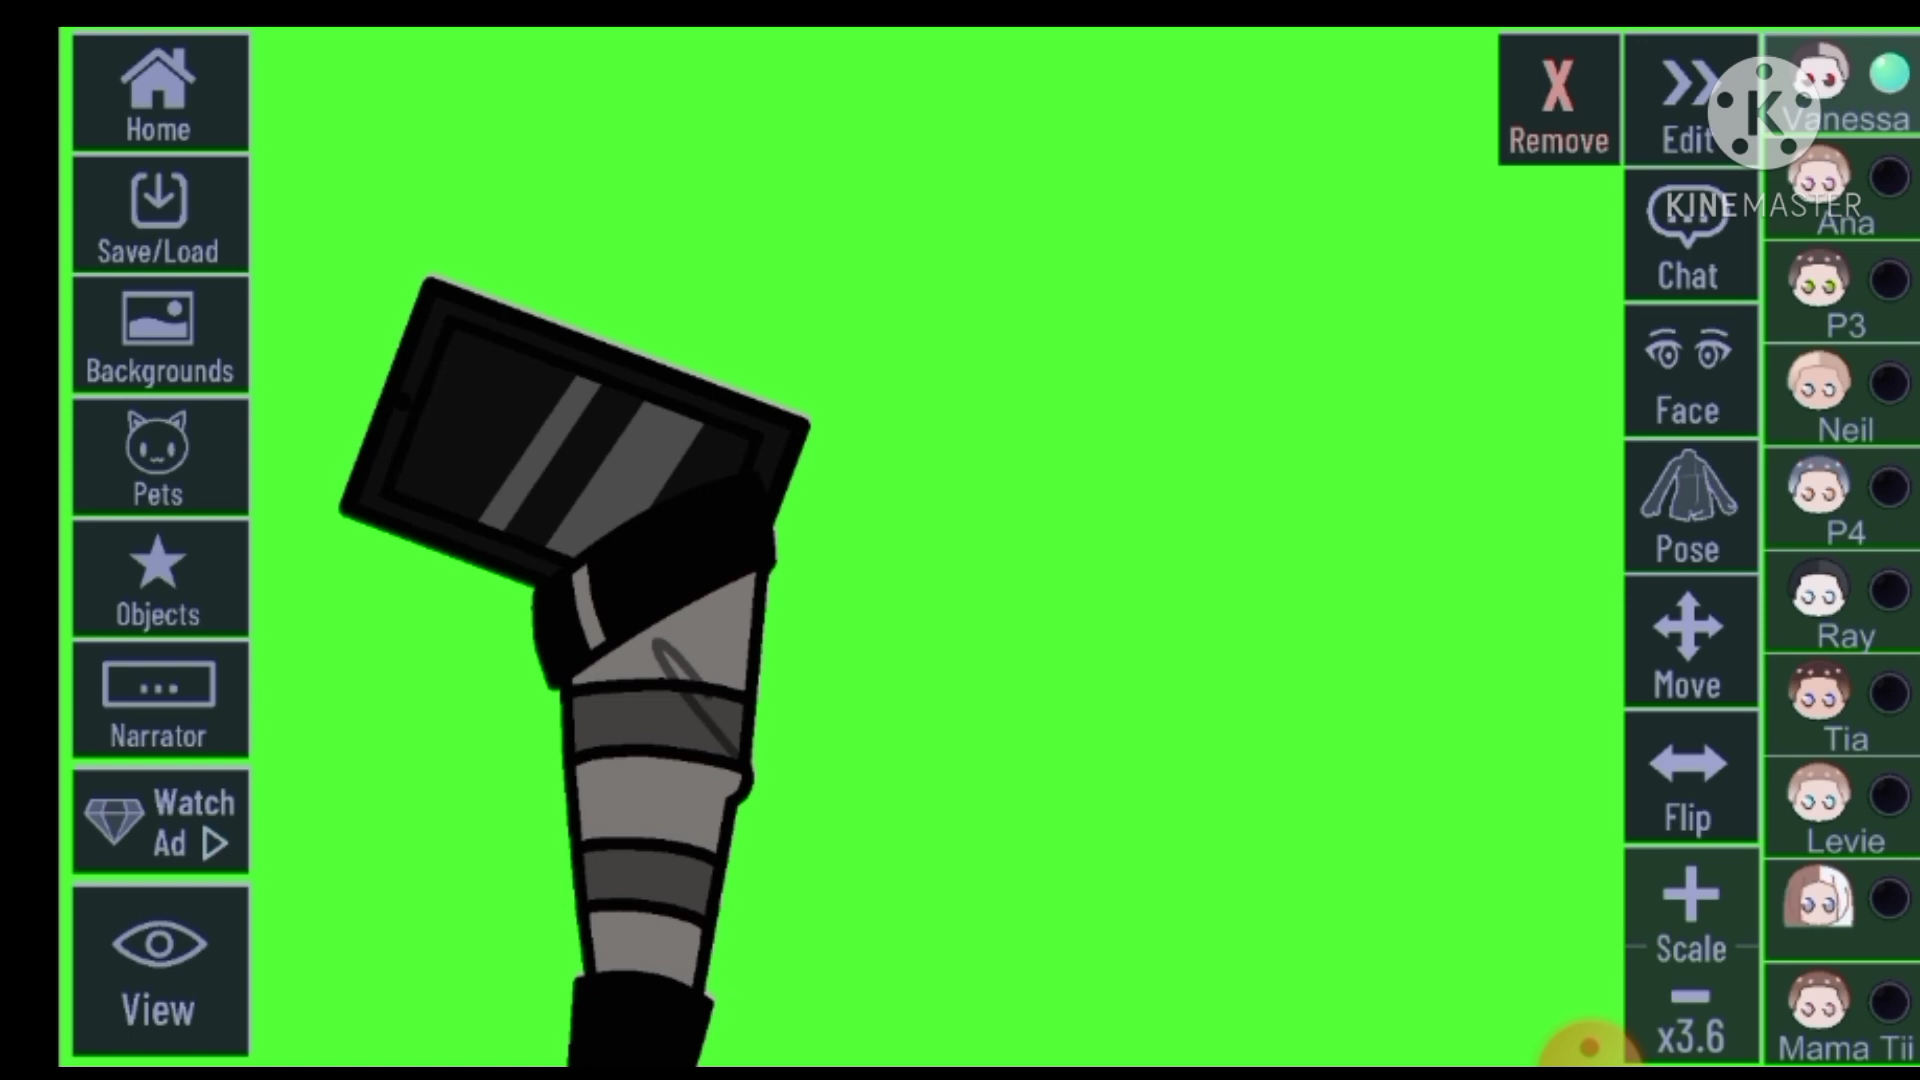 Home
Save/Load
Backgrounds
Pets
Objects
...
Narrator
Watch
Ad
View
X
Remove
Edit
K
KINEMASTER
Chat
Face
Pose
Move
Flip
Scale
x3.6
Vanessa
Ana
P3
Neil
P4
Ray
Tia
Levie
Mama Tii